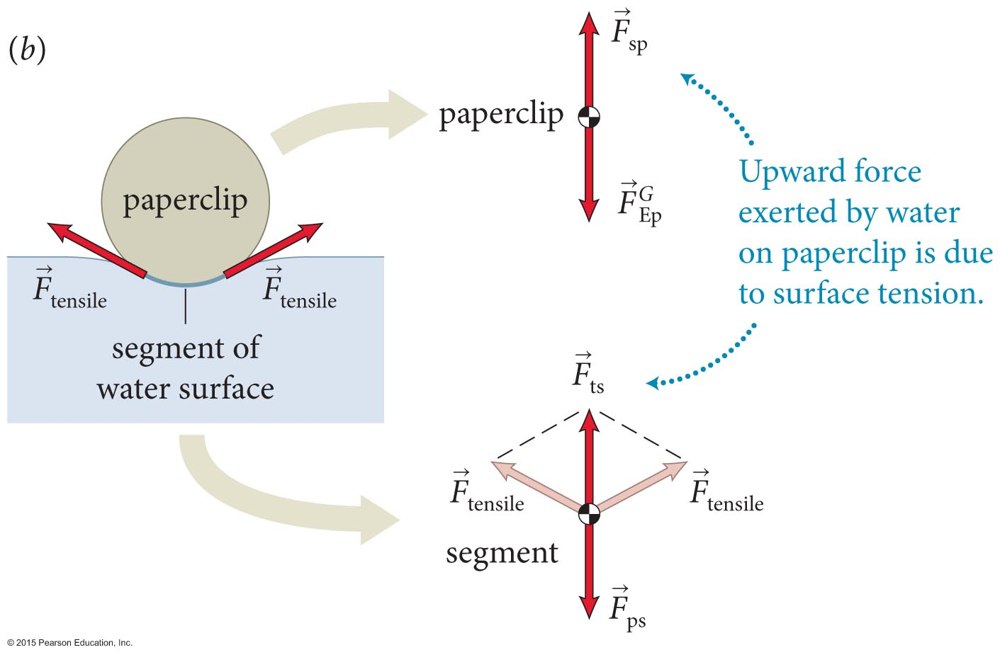 (b)
F⃗sp
paperclip
F⃗ᴳEp
Upward force
exerted by water
on paperclip is due
to surface tension.
paperclip
F⃗tensile
F⃗tensile
segment of
water surface
F⃗ts
F⃗tensile
F⃗tensile
segment
F⃗ps
© 2015 Pearson Education, Inc.